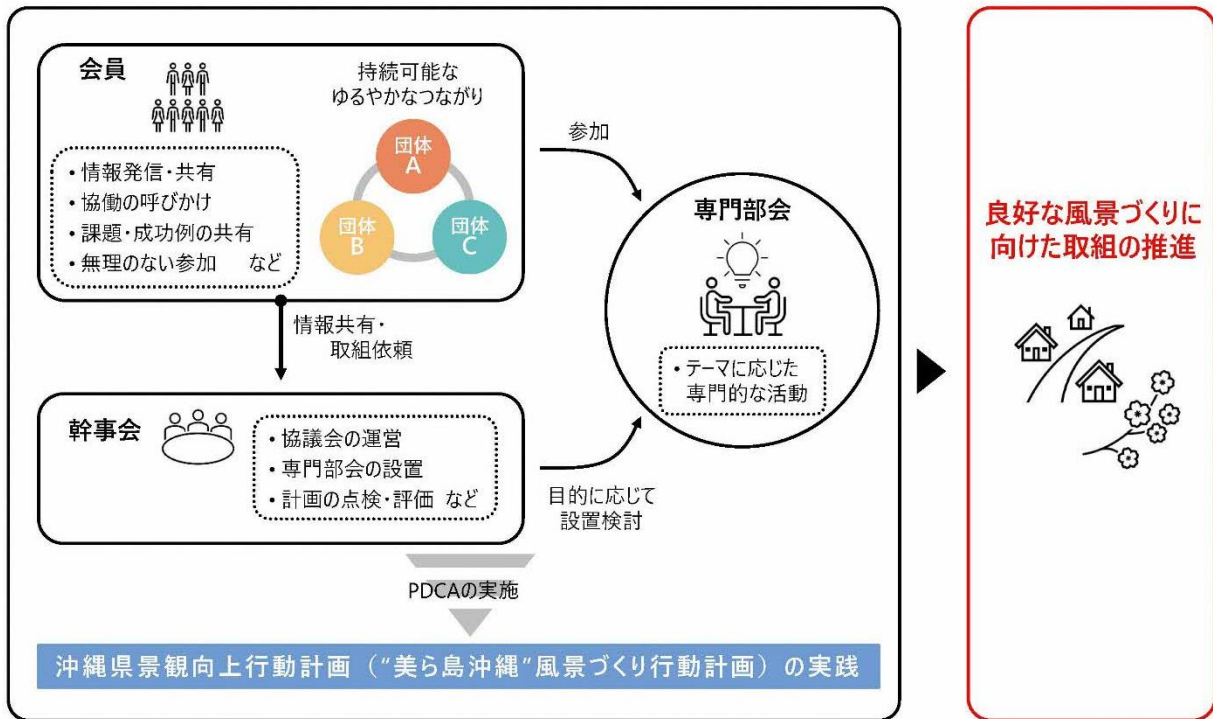 会員
持続可能な
ゆるやかなつながり
団体
A
団体
B
団体
C
• 情報発信・共有
• 協働の呼びかけ
• 課題・成功例の共有
• 無理のない参加　など
参加
専門部会
• テーマに応じた
専門的な活動
情報共有・
取組依頼
幹事会
• 協議会の運営
• 専門部会の設置
• 計画の点検・評価 など
目的に応じて
設置検討
PDCAの実施
沖縄県景観向上行動計画（“美ら島沖縄”風景づくり行動計画）の実践
良好な風景づくりに
向けた取組の推進